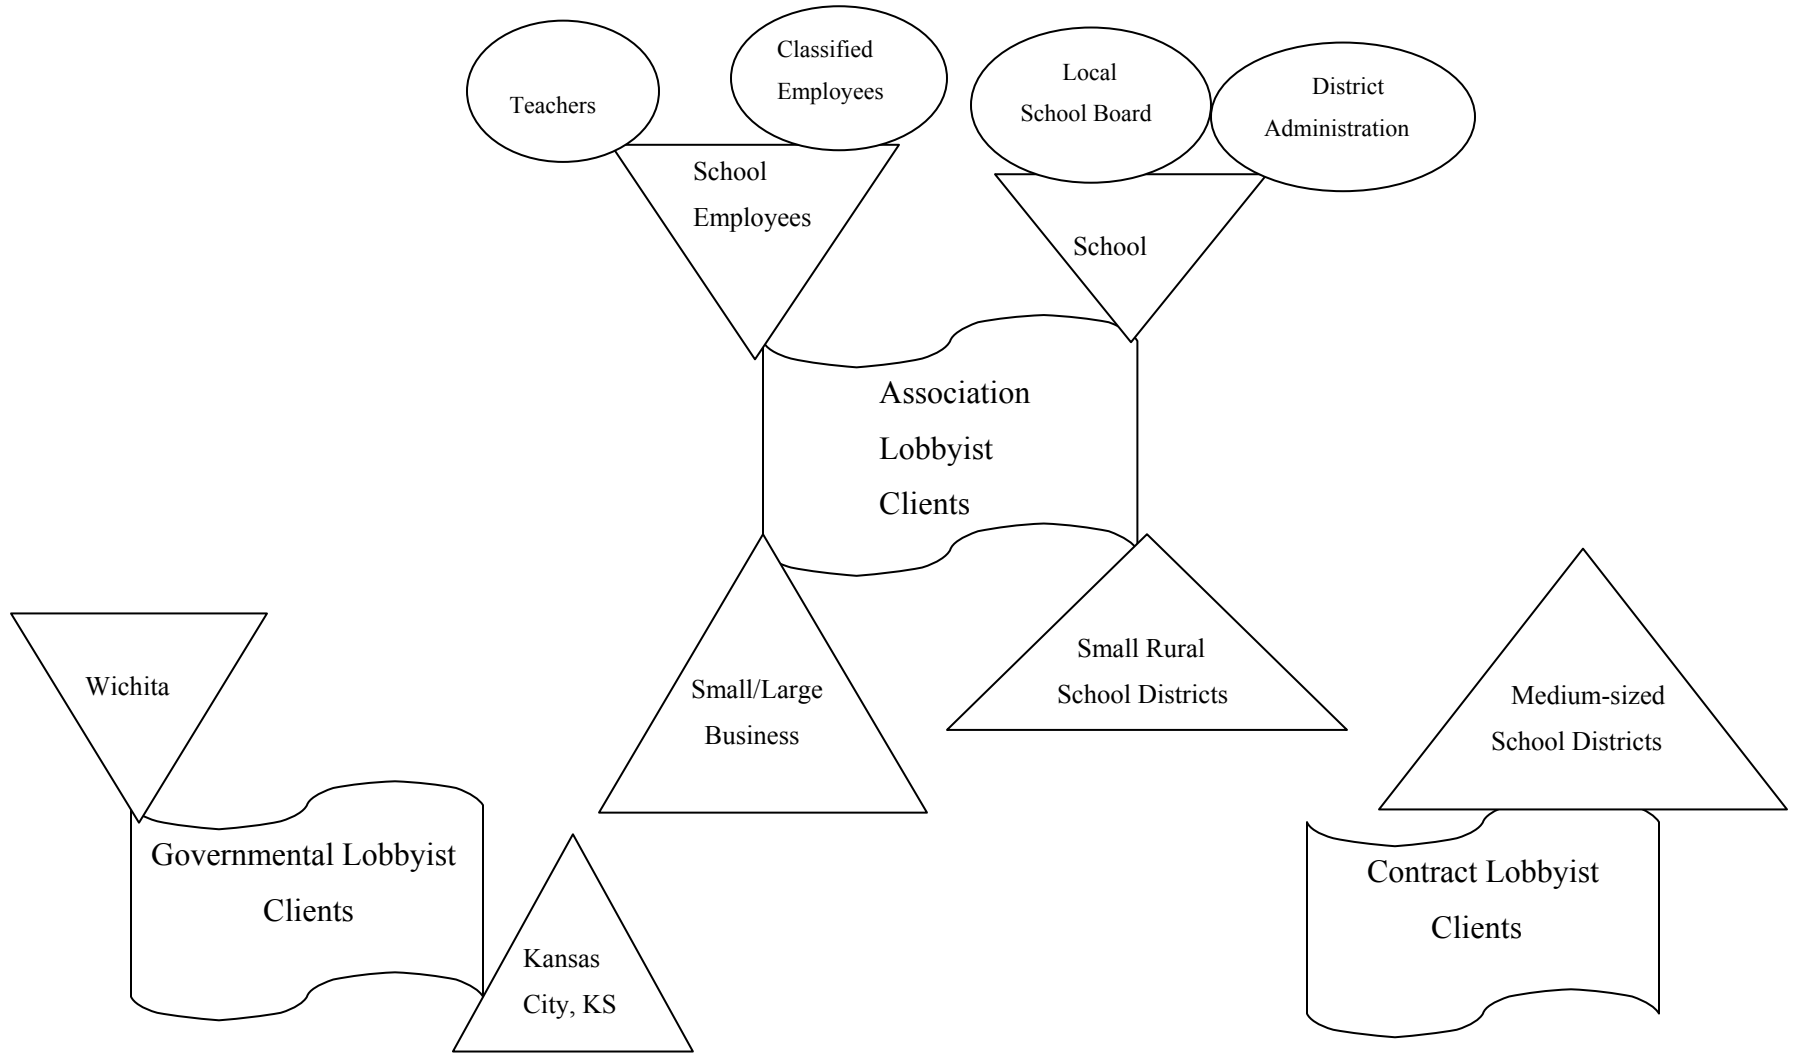 Teachers
Classified
Employees
Local
School Board
District
Administration
School
Employees
School
Association
Lobbyist
Clients
Wichita
Small/Large
Business
Small Rural
School Districts
Medium-sized
School Districts
Governmental Lobbyist
Clients
Kansas
City, KS
Contract Lobbyist
Clients